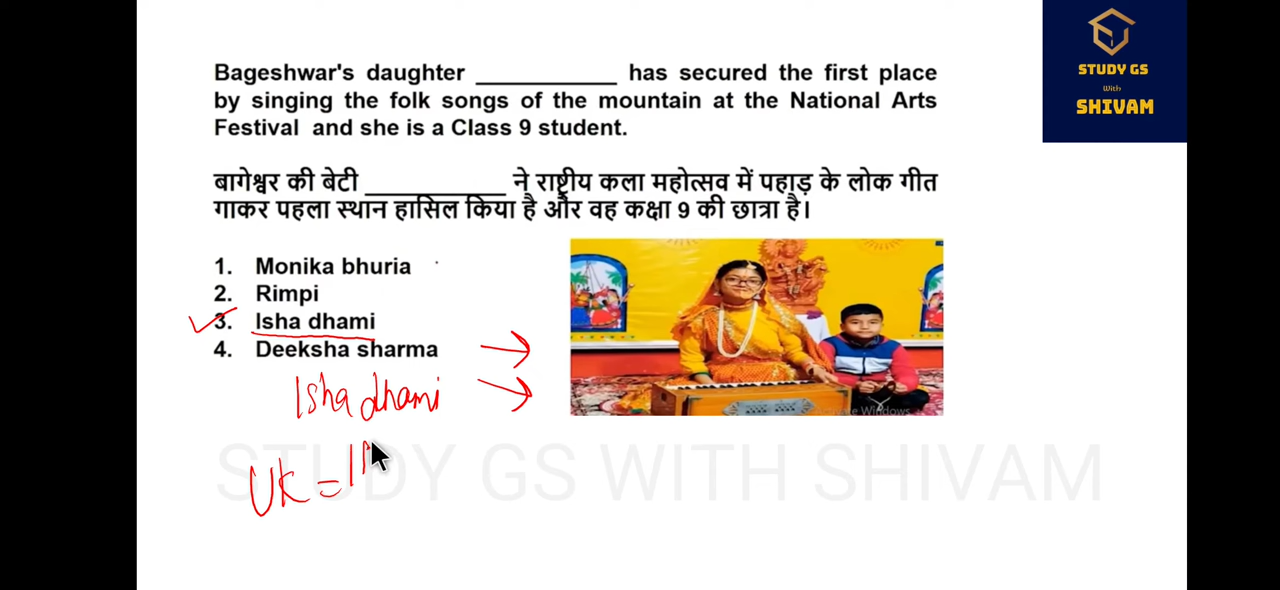 STUDY GS
With
SHIVAM
Bageshwar's daughter ___________ has secured the first place
by singing the folk songs of the mountain at the National Arts
Festival and she is a Class 9 student.
बागेश्वर की बेटी ___________ ने राष्ट्रीय कला महोत्सव में पहाड़ के लोक गीत
गाकर पहला स्थान हासिल किया है और वह कक्षा 9 की छात्रा है।
1. Monika bhuria
2. Rimpi
3. Isha dhami
4. Deeksha sharma
Isha dhami
UK =
STUDY GS WITH SHIVAM